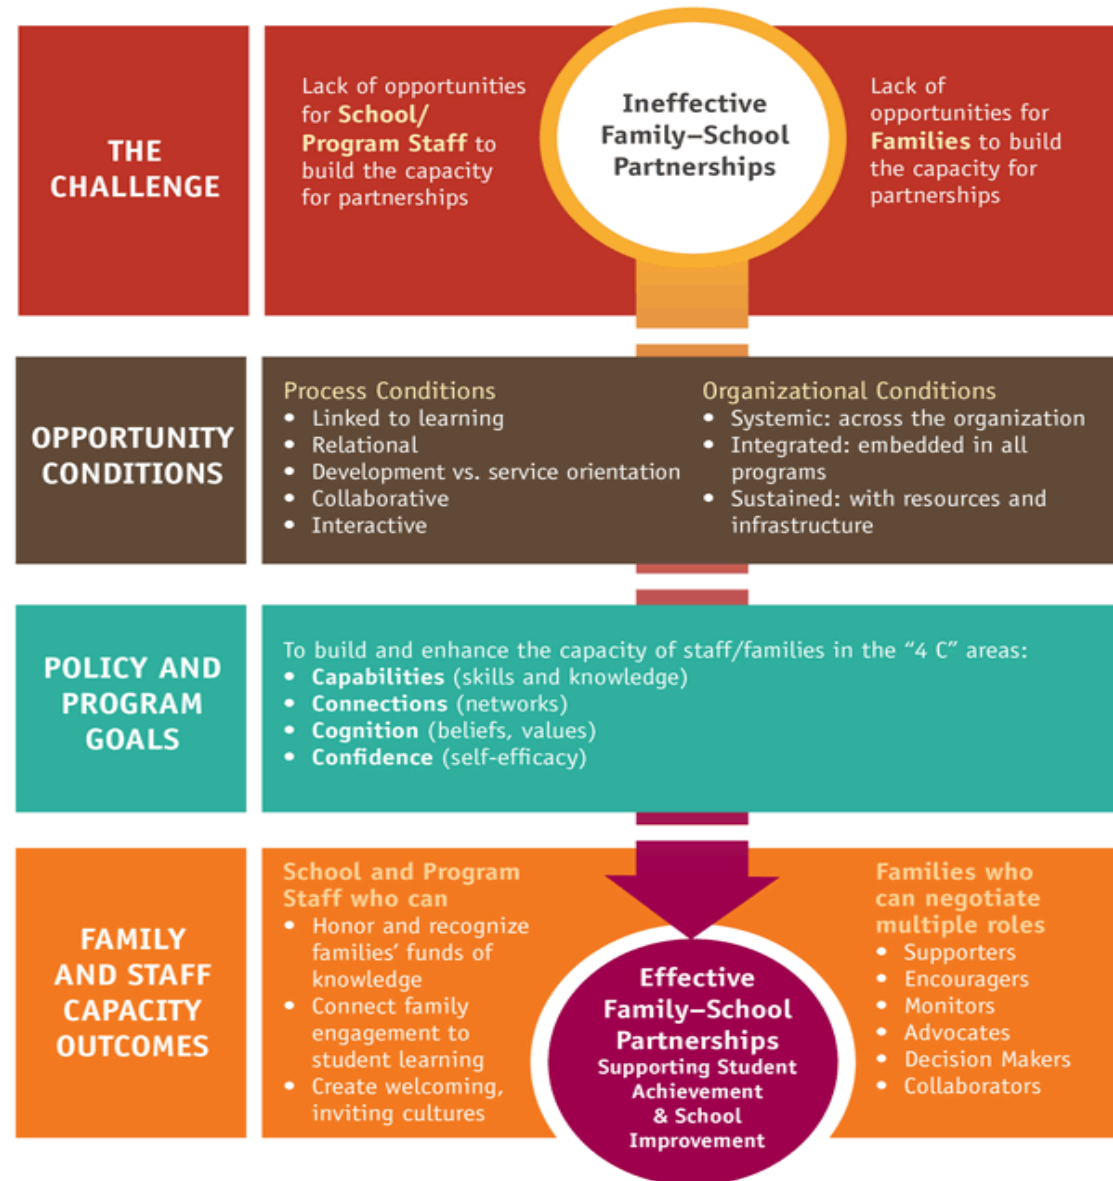 THE
CHALLENGE
Lack of opportunities
for School/
Program Staff to
build the capacity
for partnerships
Ineffective
Family–School
Partnerships
Lack of
opportunities for
Families to build
the capacity for
partnerships
OPPORTUNITY
CONDITIONS
Process Conditions
• Linked to learning
• Relational
• Development vs. service orientation
• Collaborative
• Interactive
Organizational Conditions
• Systemic: across the organization
• Integrated: embedded in all
programs
• Sustained: with resources and
infrastructure
POLICY AND
PROGRAM
GOALS
To build and enhance the capacity of staff/families in the “4 C” areas:
• Capabilities (skills and knowledge)
• Connections (networks)
• Cognition (beliefs, values)
• Confidence (self-efficacy)
FAMILY
AND STAFF
CAPACITY
OUTCOMES
School and Program
Staff who can
• Honor and recognize
families’ funds of
knowledge
• Connect family
engagement to
student learning
• Create welcoming,
inviting cultures
Effective
Family–School
Partnerships
Supporting Student
Achievement
& School
Improvement
Families who
can negotiate
multiple roles
• Supporters
• Encouragers
• Monitors
• Advocates
• Decision Makers
• Collaborators